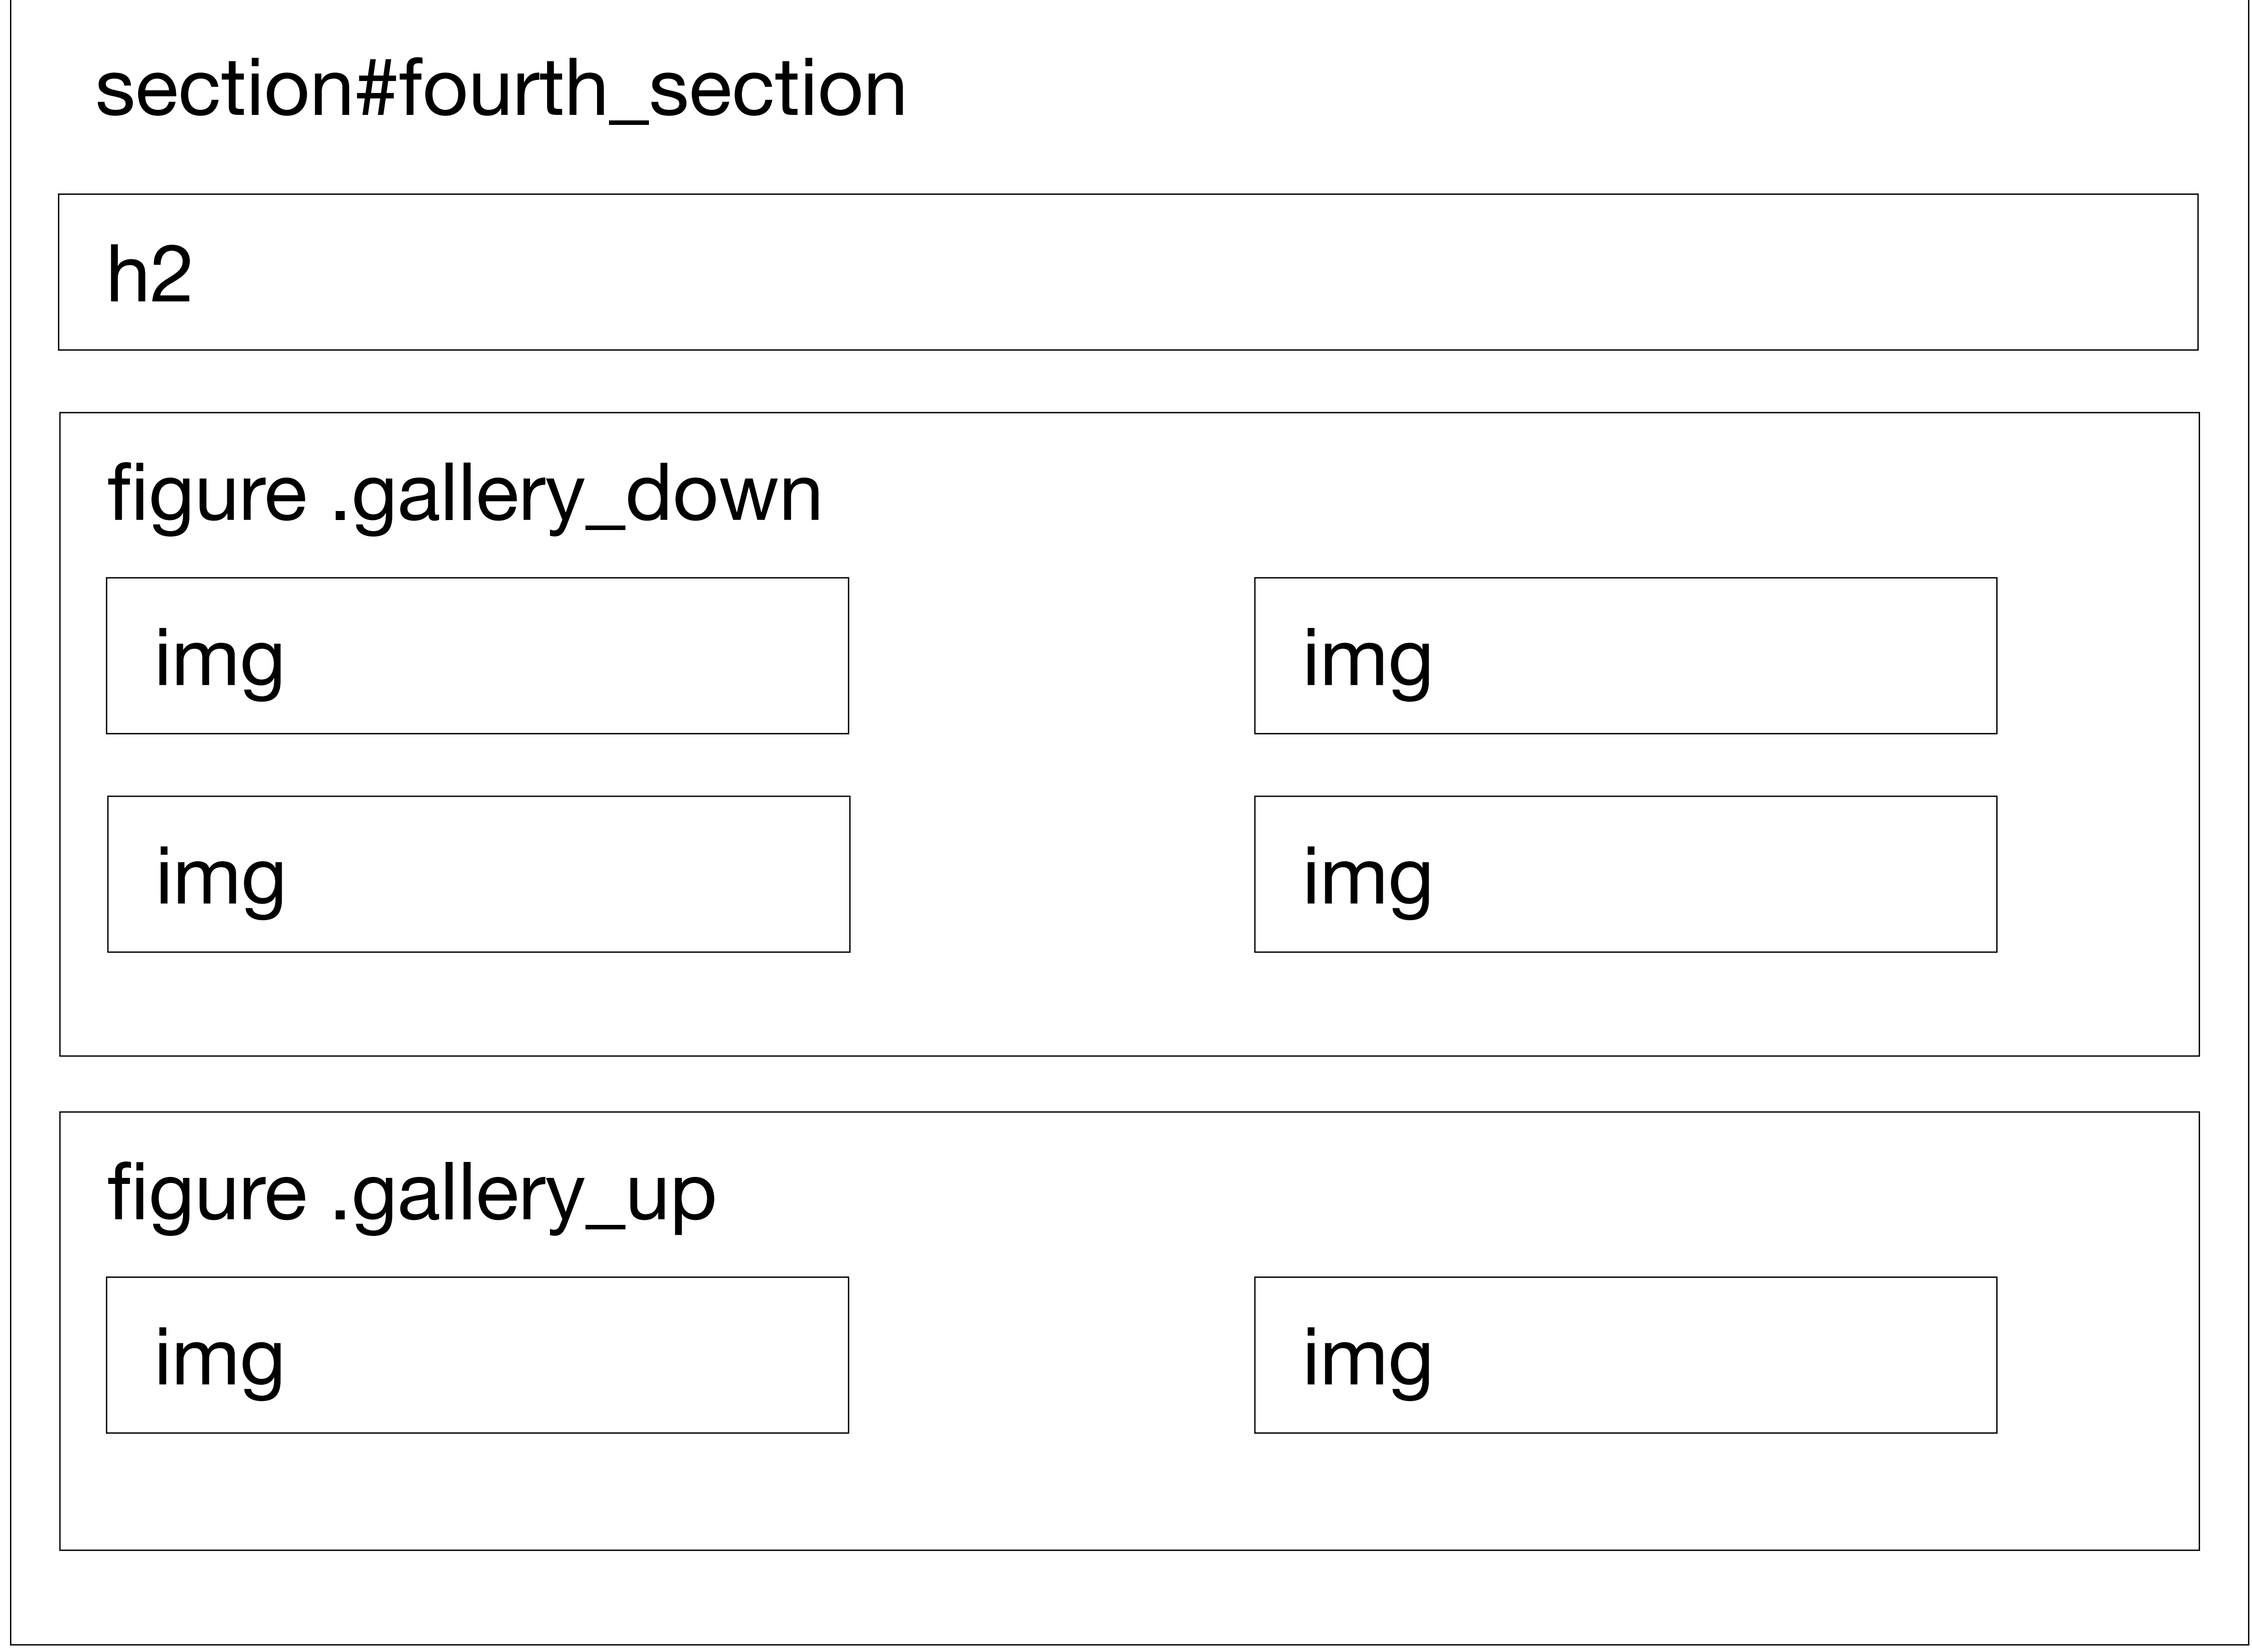 section#fourth_section
h2
figure .gallery_down
img img
img img
figure .gallery_up
img img